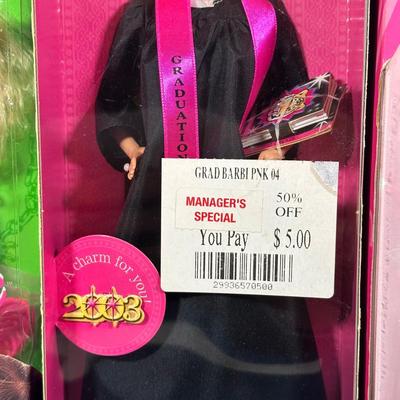 GRADUATION
GRAD BARBI PNK 04
MANAGER'S
SPECIAL
50%
OFF
You Pay $ 5.00
29936570500
A charm for you!
2003